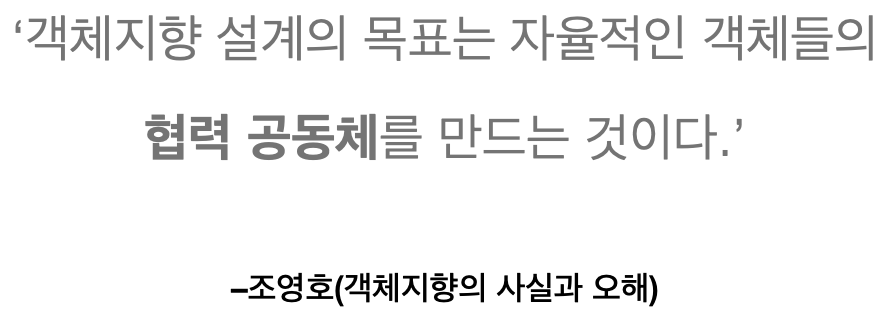 ‘객체지향 설계의 목표는 자율적인 객체들의
협력 공동체를 만드는 것이다.’
–조영호(객체지향의 사실과 오해)